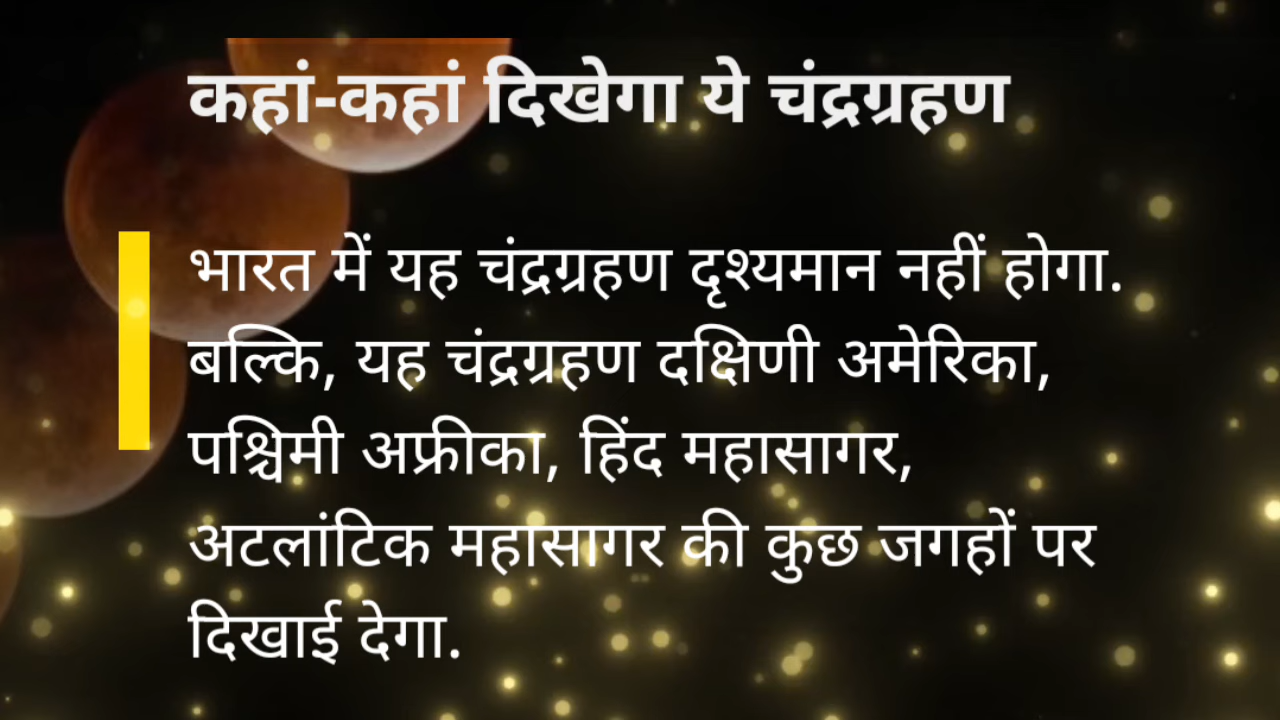 कहां-कहां दिखेगा ये चंद्रग्रहण
भारत में यह चंद्रग्रहण दृश्यमान नहीं होगा.
बल्कि, यह चंद्रग्रहण दक्षिणी अमेरिका,
पश्चिमी अफ्रीका, हिंद महासागर,
अटलांटिक महासागर की कुछ जगहों पर
दिखाई देगा.